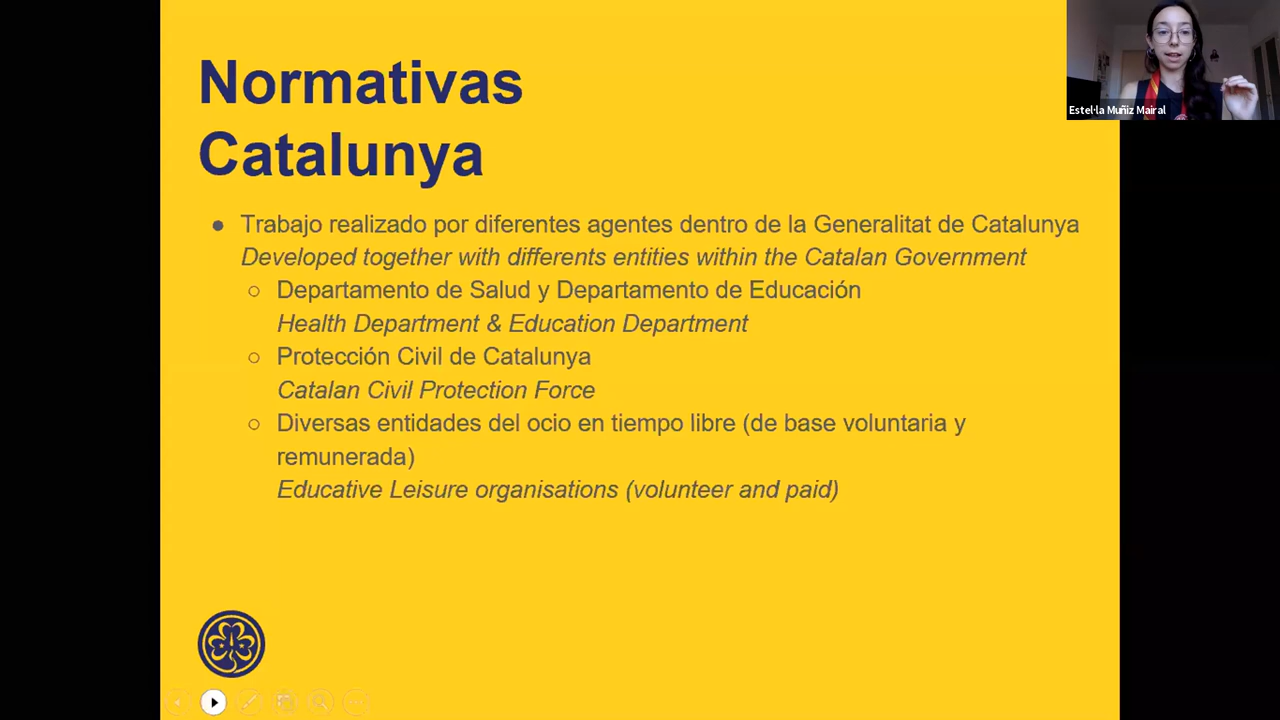 Normativas
Catalunya
● Trabajo realizado por diferentes agentes dentro de la Generalitat de Catalunya
Developed together with differents entities within the Catalan Government
○ Departamento de Salud y Departamento de Educación
Health Department & Education Department
○ Protección Civil de Catalunya
Catalan Civil Protection Force
○ Diversas entidades del ocio en tiempo libre (de base voluntaria y
remunerada)
Educative Leisure organisations (volunteer and paid)
Estel·la Muñiz Mairal